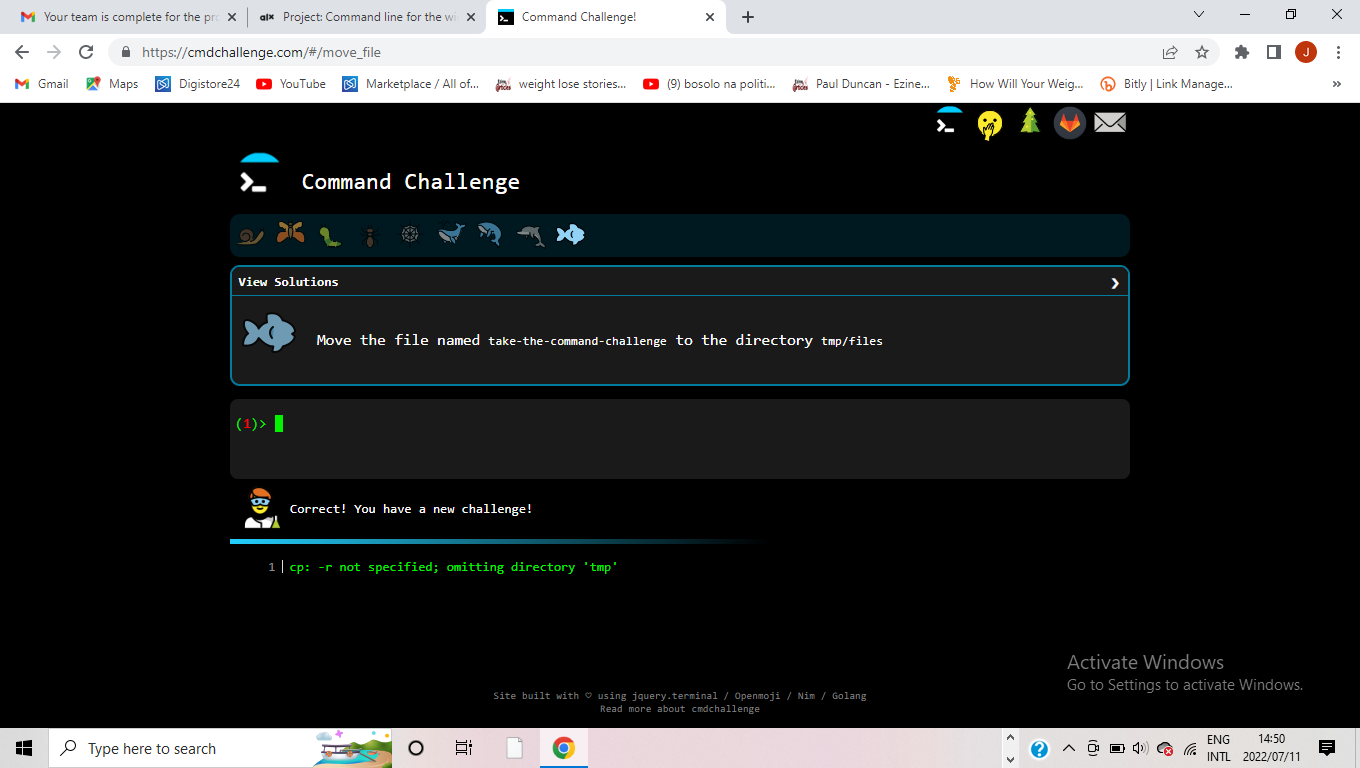 Your team is complete for the pro
alx Project: Command line for the wi
Command Challenge!
https://cmdchallenge.com/#/move_file
J
Gmail Maps Digistore24 YouTube Marketplace / All of... weight lose stories... (9) bosolo na politi... Paul Duncan - Ezine... How Will Your Weig... Bitly | Link Manage... »
Command Challenge
View Solutions
Move the file named take-the-command-challenge to the directory tmp/files
(1)>
Correct! You have a new challenge!
1 cp: -r not specified; omitting directory 'tmp'
Activate Windows
Go to Settings to activate Windows.
Site built with ♡ using jquery.terminal / Openmoji / Nim / Golang
Read more about cmdchallenge
Type here to search
ENG
INTL
14:50
2022/07/11